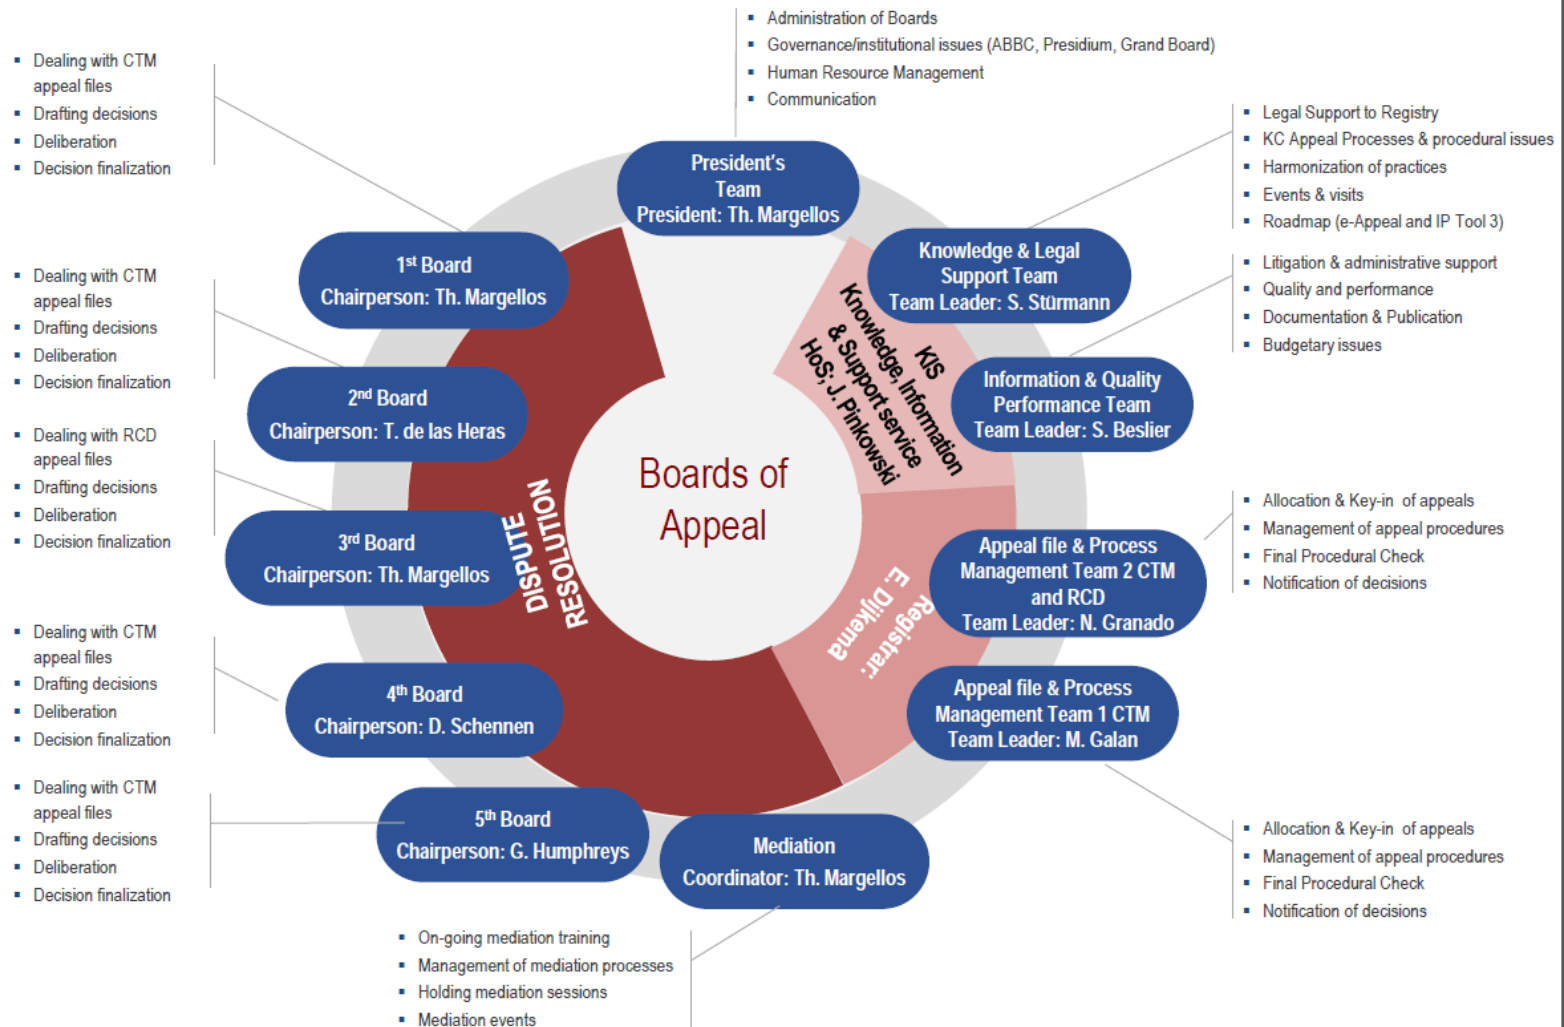 ▪ Administration of Boards
▪ Governance/institutional issues (ABBC, Presidium, Grand Board)
▪ Human Resource Management
▪ Communication
▪ Dealing with CTM
appeal files
▪ Drafting decisions
▪ Deliberation
▪ Decision finalization
▪ Legal Support to Registry
▪ KC Appeal Processes & procedural issues
▪ Harmonization of practices
▪ Events & visits
▪ Roadmap (e-Appeal and IP Tool 3)
President's
Team
President: Th. Margellos
1st Board
Chairperson: Th. Margellos
Knowledge & Legal
Support Team
Team Leader: S. Stürmann
▪ Dealing with CTM
appeal files
▪ Drafting decisions
▪ Deliberation
▪ Decision finalization
▪ Litigation & administrative support
▪ Quality and performance
▪ Documentation & Publication
▪ Budgetary issues
2nd Board
Chairperson: T. de las Heras
KIS
Knowledge, Information
& Support service
HoS; J. Pinkowski
Information & Quality
Performance Team
Team Leader: S. Beslier
▪ Dealing with RCD
appeal files
▪ Drafting decisions
▪ Deliberation
▪ Decision finalization
Boards of
Appeal
▪ Allocation & Key-in of appeals
▪ Management of appeal procedures
▪ Final Procedural Check
▪ Notification of decisions
3rd Board
Chairperson: Th. Margellos
DISPUTE
RESOLUTION
Appeal file & Process
Management Team 2 CTM
and RCD
Team Leader: N. Granado
Registrar:
E. Dijkema
▪ Dealing with CTM
appeal files
▪ Drafting decisions
▪ Deliberation
▪ Decision finalization
4th Board
Chairperson: D. Schennen
Appeal file & Process
Management Team 1 CTM
Team Leader: M. Galan
▪ Dealing with CTM
appeal files
▪ Drafting decisions
▪ Deliberation
▪ Decision finalization
5th Board
Chairperson: G. Humphreys
Mediation
Coordinator: Th. Margellos
▪ Allocation & Key-in of appeals
▪ Management of appeal procedures
▪ Final Procedural Check
▪ Notification of decisions
▪ On-going mediation training
▪ Management of mediation processes
▪ Holding mediation sessions
▪ Mediation events